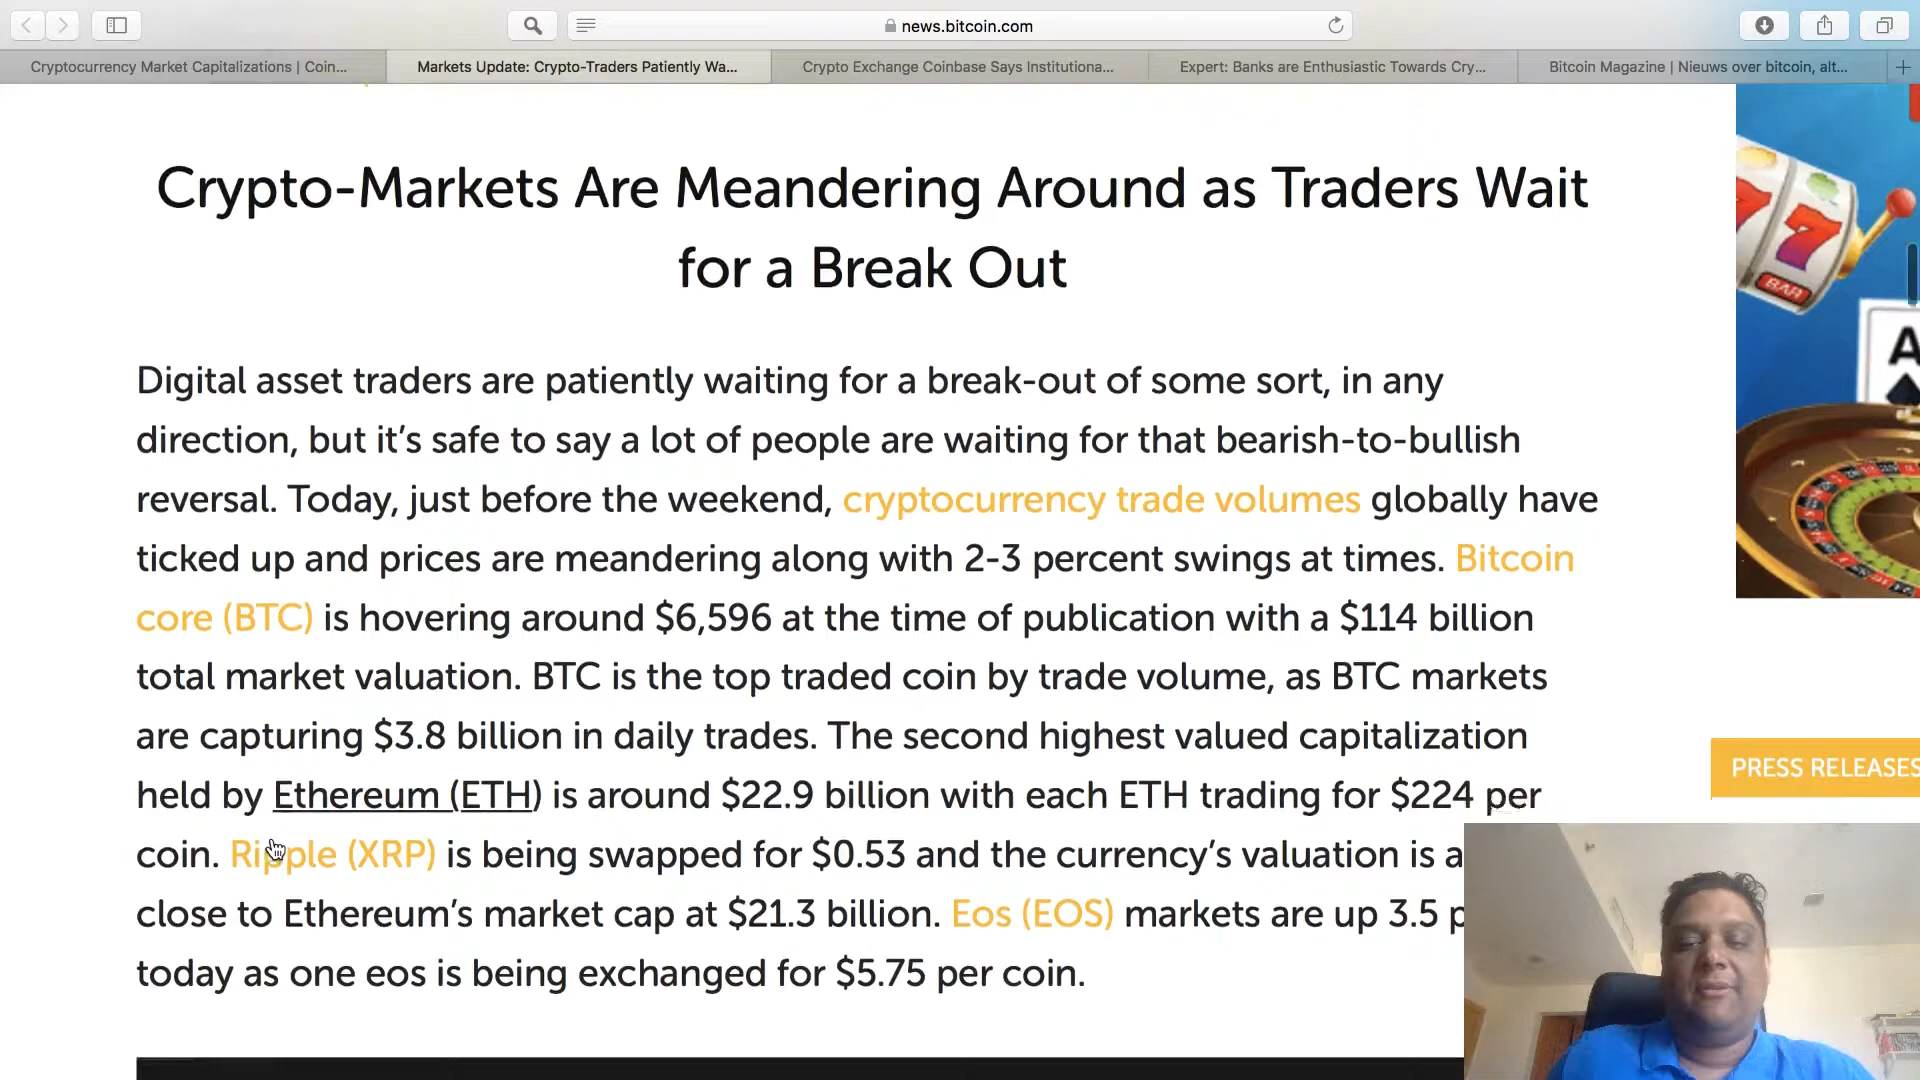 news.bitcoin.com
Cryptocurrency Market Capitalizations | Coin...
Markets Update: Crypto-Traders Patiently Wa...
Crypto Exchange Coinbase Says Institutiona...
Expert: Banks are Enthusiastic Towards Cry...
Bitcoin Magazine | Nieuws over bitcoin, alt...
Crypto-Markets Are Meandering Around as Traders Wait
for a Break Out
Digital asset traders are patiently waiting for a break-out of some sort, in any
direction, but it’s safe to say a lot of people are waiting for that bearish-to-bullish
reversal. Today, just before the weekend, cryptocurrency trade volumes globally have
ticked up and prices are meandering along with 2-3 percent swings at times. Bitcoin
core (BTC) is hovering around $6,596 at the time of publication with a $114 billion
total market valuation. BTC is the top traded coin by trade volume, as BTC markets
are capturing $3.8 billion in daily trades. The second highest valued capitalization
held by Ethereum (ETH) is around $22.9 billion with each ETH trading for $224 per
coin. Ripple (XRP) is being swapped for $0.53 and the currency’s valuation is a
close to Ethereum’s market cap at $21.3 billion. Eos (EOS) markets are up 3.5 p
today as one eos is being exchanged for $5.75 per coin.
7 7
BAR
A
PRESS RELEASES